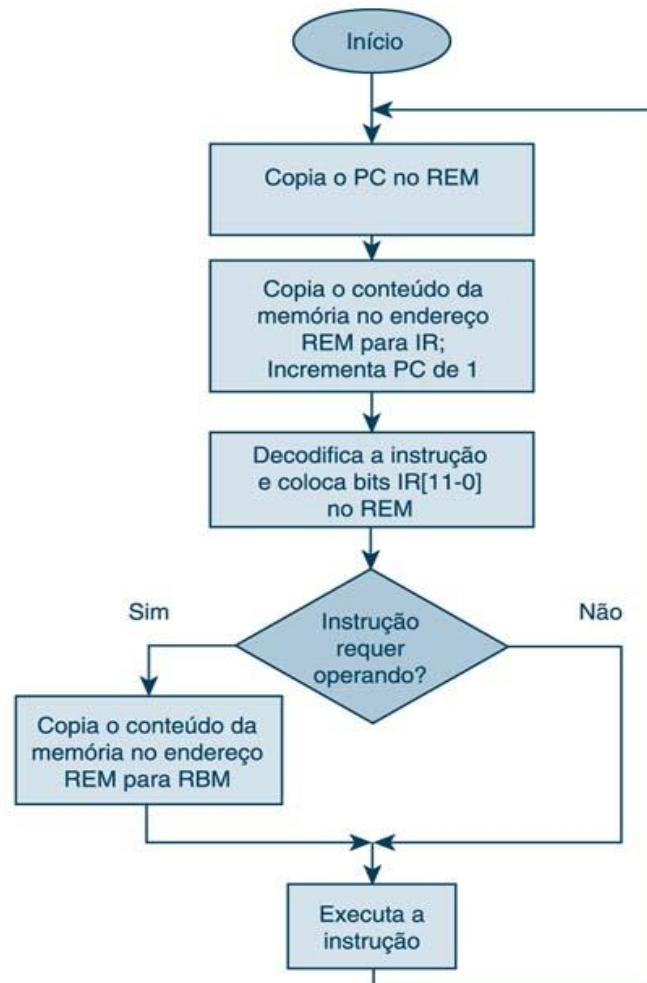 Início
Copia o PC no REM
Copia o conteúdo da
memória no endereço
REM para IR;
Incrementa PC de 1
Decodifica a instrução
e coloca bits IR[11-0]
no REM
Sim
Não
Instrução
requer
operando?
Copia o conteúdo da
memória no endereço
REM para RBM
Executa a
instrução